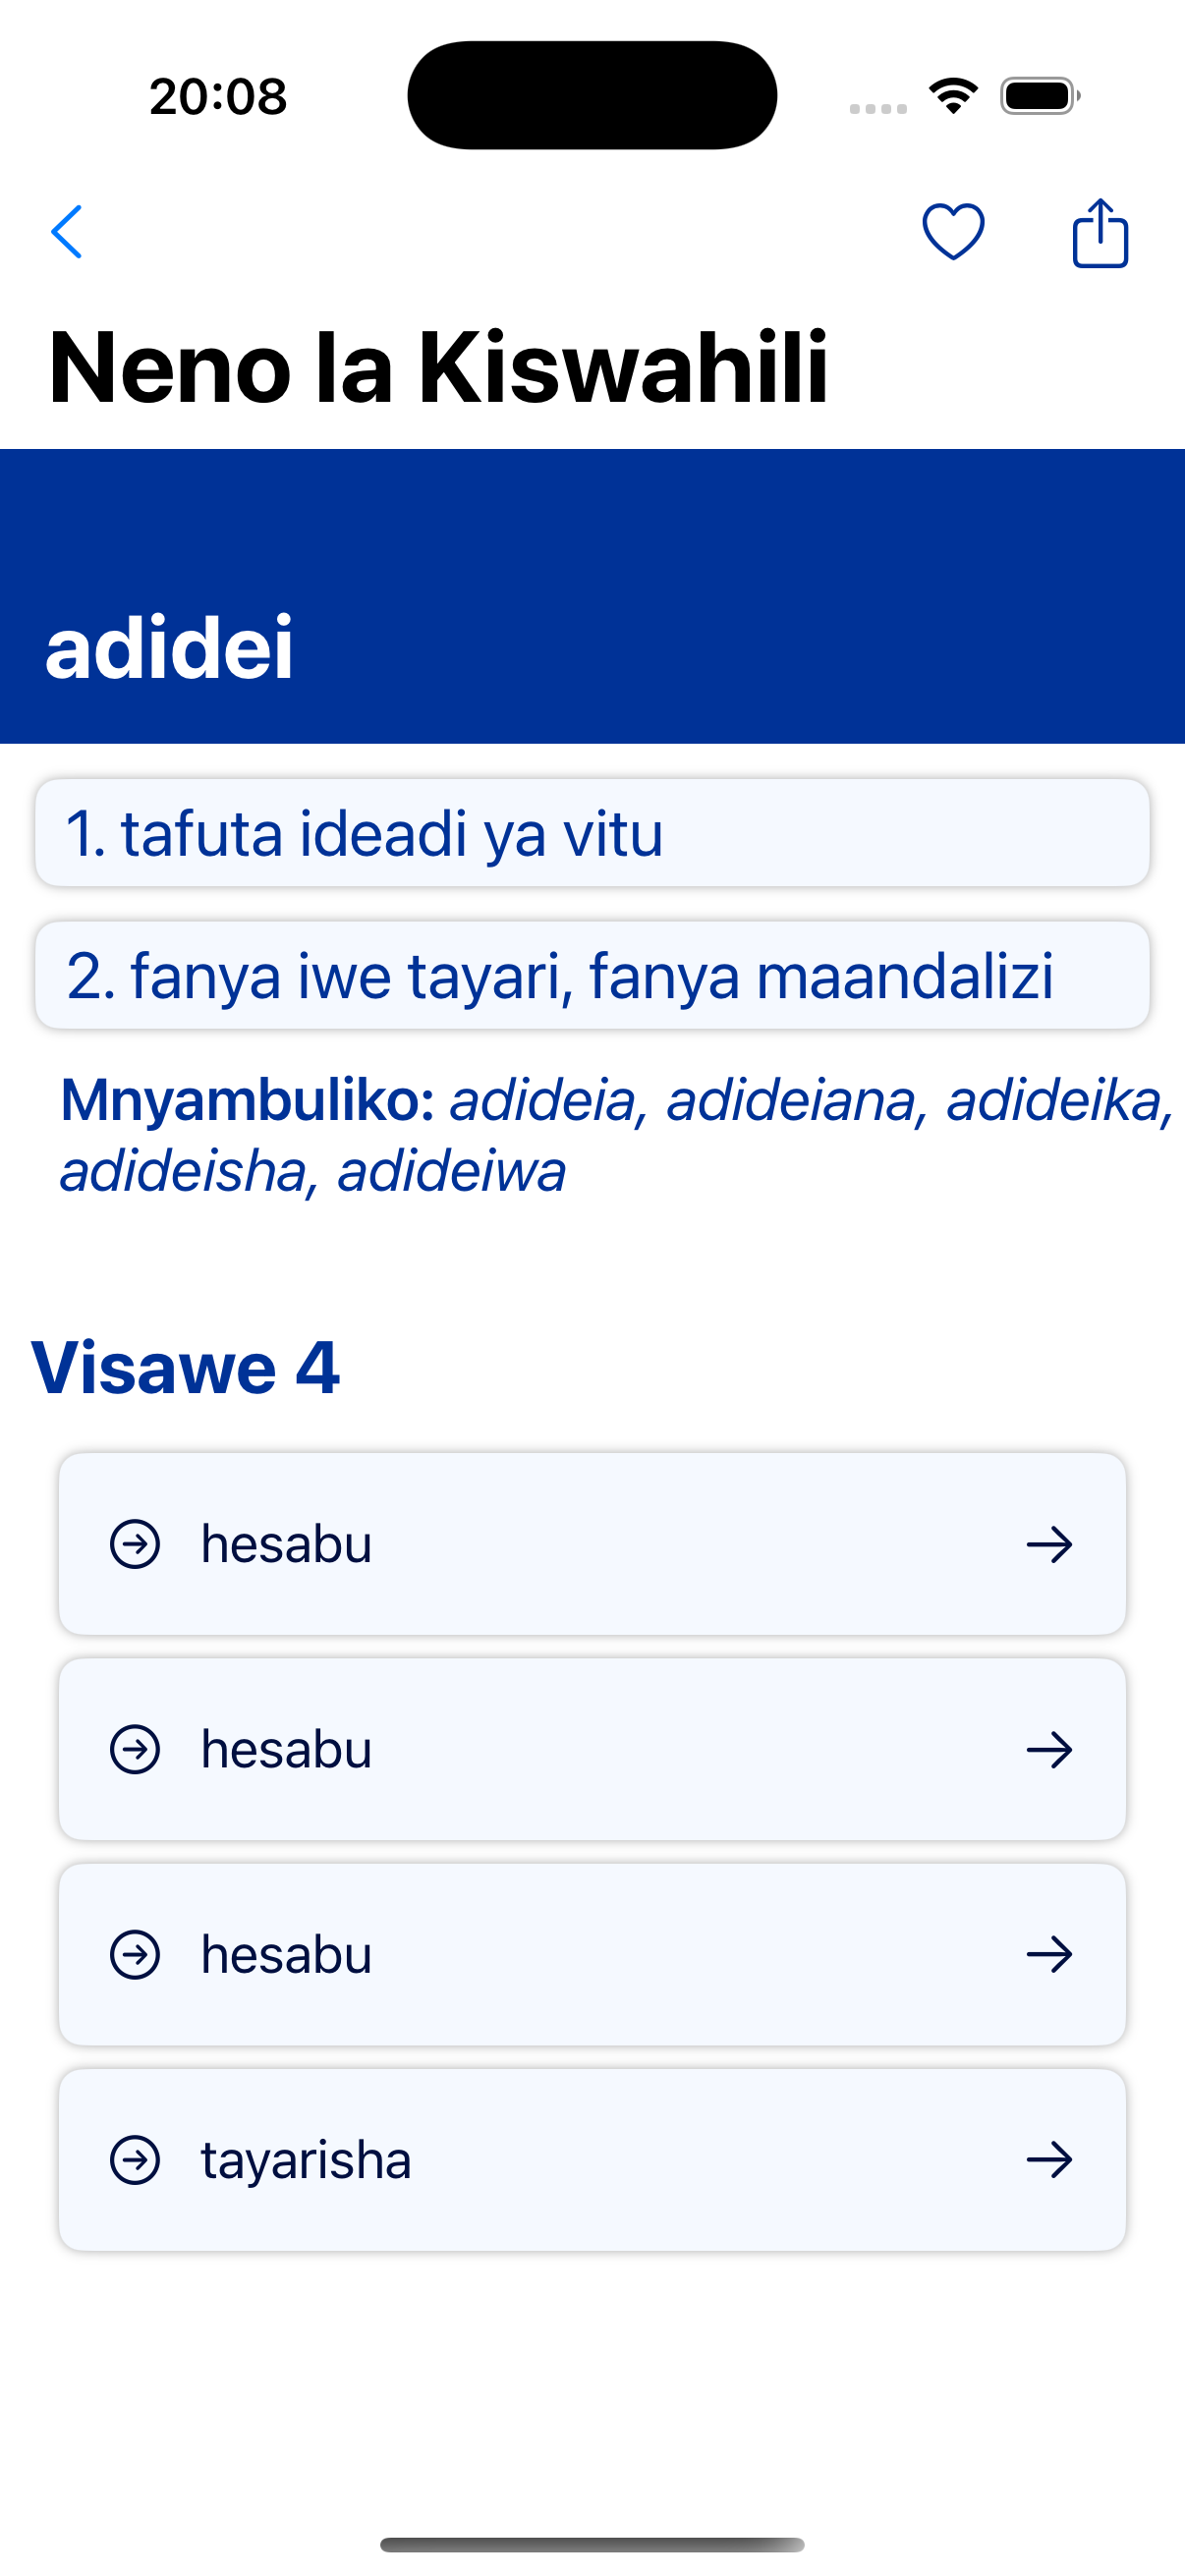 20:08
Neno la Kiswahili
adidei
1. tafuta ideadi ya vitu
2. fanya iwe tayari, fanya maandalizi
Mnyambuliko: adideia, adideiana, adideika,
adideisha, adideiwa
Visawe 4
hesabu
hesabu
hesabu
tayarisha